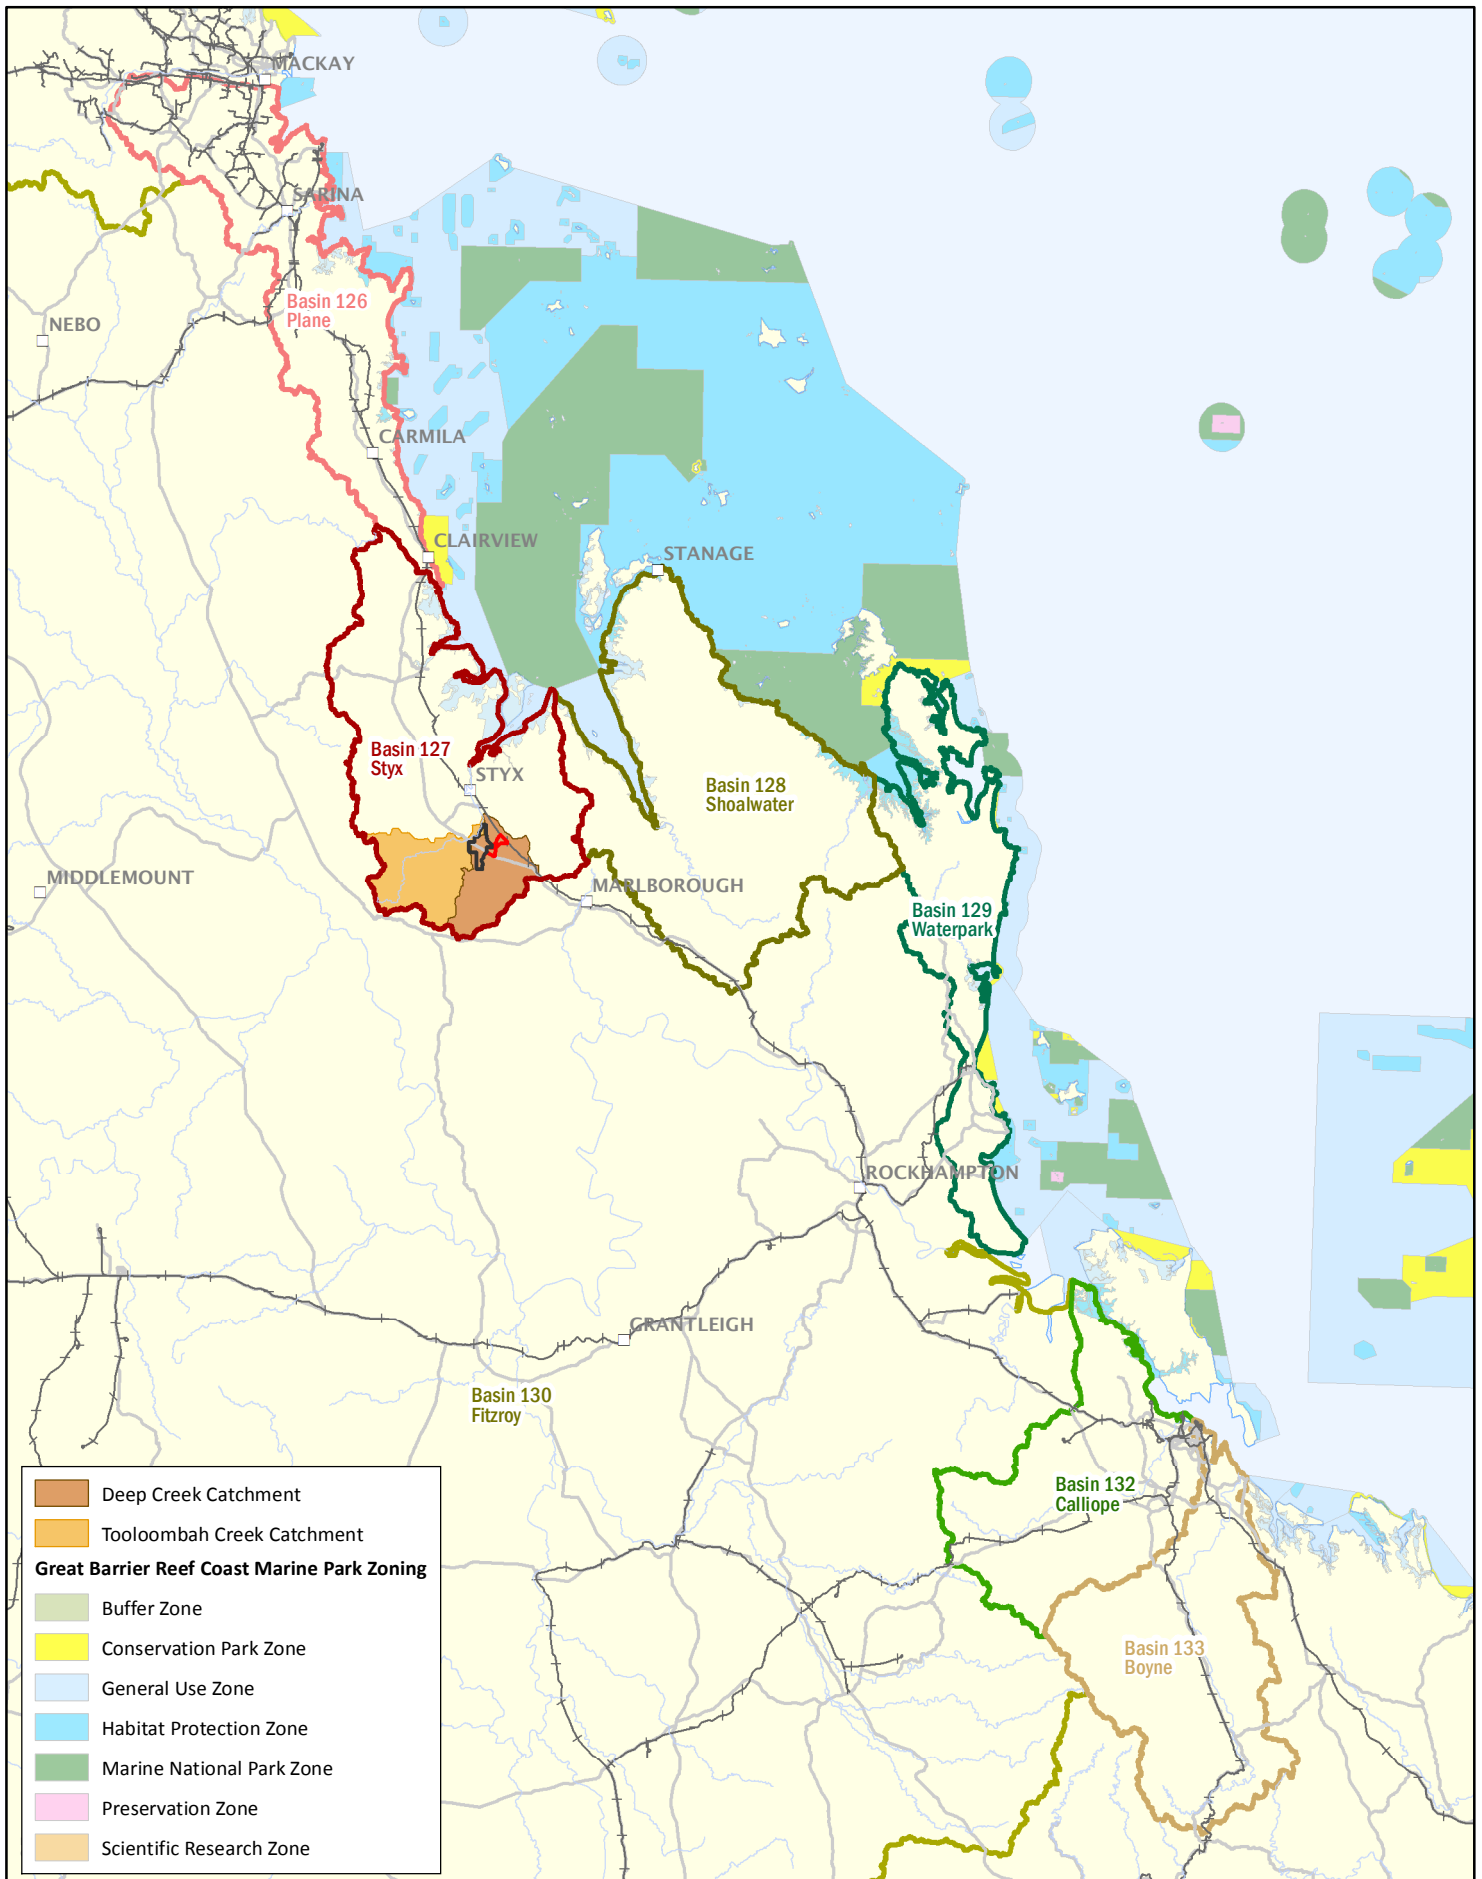 MACKAY
SARINA
Basin 126
Plane
NEBO
CARMILA
CLAIRVIEW
STANAGE
Basin 127
Styx
STYX
Basin 128
Shoalwater
MIDDLEMOUNT
MARLBOROUGH
Basin 129
Waterpark
ROCKHAMPTON
GRANTLEIGH
Basin 130
Fitzroy
Basin 132
Calliope
Basin 133
Boyne
Deep Creek Catchment
Tooloombah Creek Catchment
Great Barrier Reef Coast Marine Park Zoning
Buffer Zone
Conservation Park Zone
General Use Zone
Habitat Protection Zone
Marine National Park Zone
Preservation Zone
Scientific Research Zone